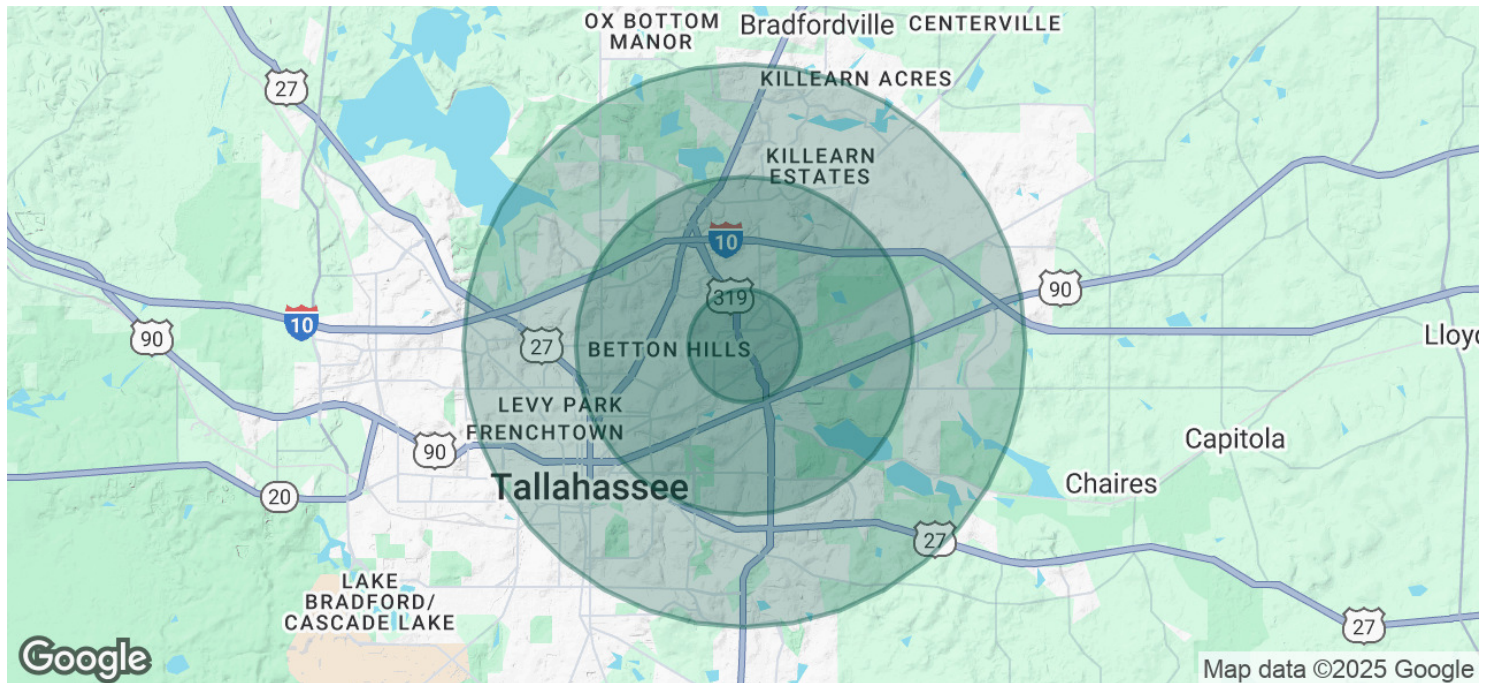 OX BOTTOM
MANOR
Bradfordville
CENTERVILLE
KILLEARN ACRES
27
KILLEARN
ESTATES
10
90
319
10
90
27
BETTON HILLS
Lloyd
LEVY PARK
FRENCHTOWN
90
Capitola
20
Tallahassee
Chaires
27
LAKE
BRADFORD/
CASCADE LAKE
27
Google
Map data ©2025 Google